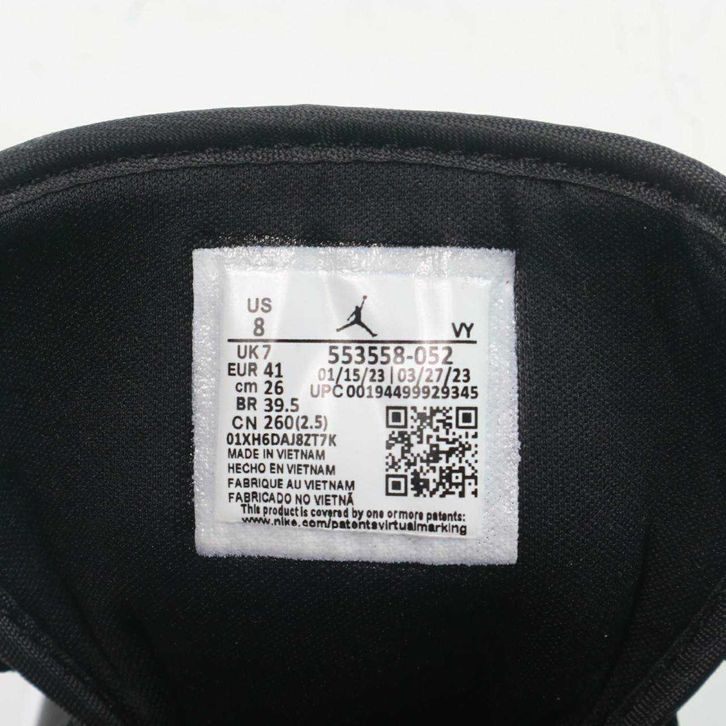 US
8
VY
UK 7
553558-052
EUR 41
01/15/23 | 03/27/23
cm 26
UPC 00194499929345
BR 39.5
CN 260(2.5)
01XH6DAJ8ZT7K
MADE IN VIETNAM
HECHO EN VIETNAM
FABRIQUE AU VIETNAM
FABRICADO NO VIETNÃ
This product is covered by one or more patents:
www.nike.com/patentsvirtualmarking